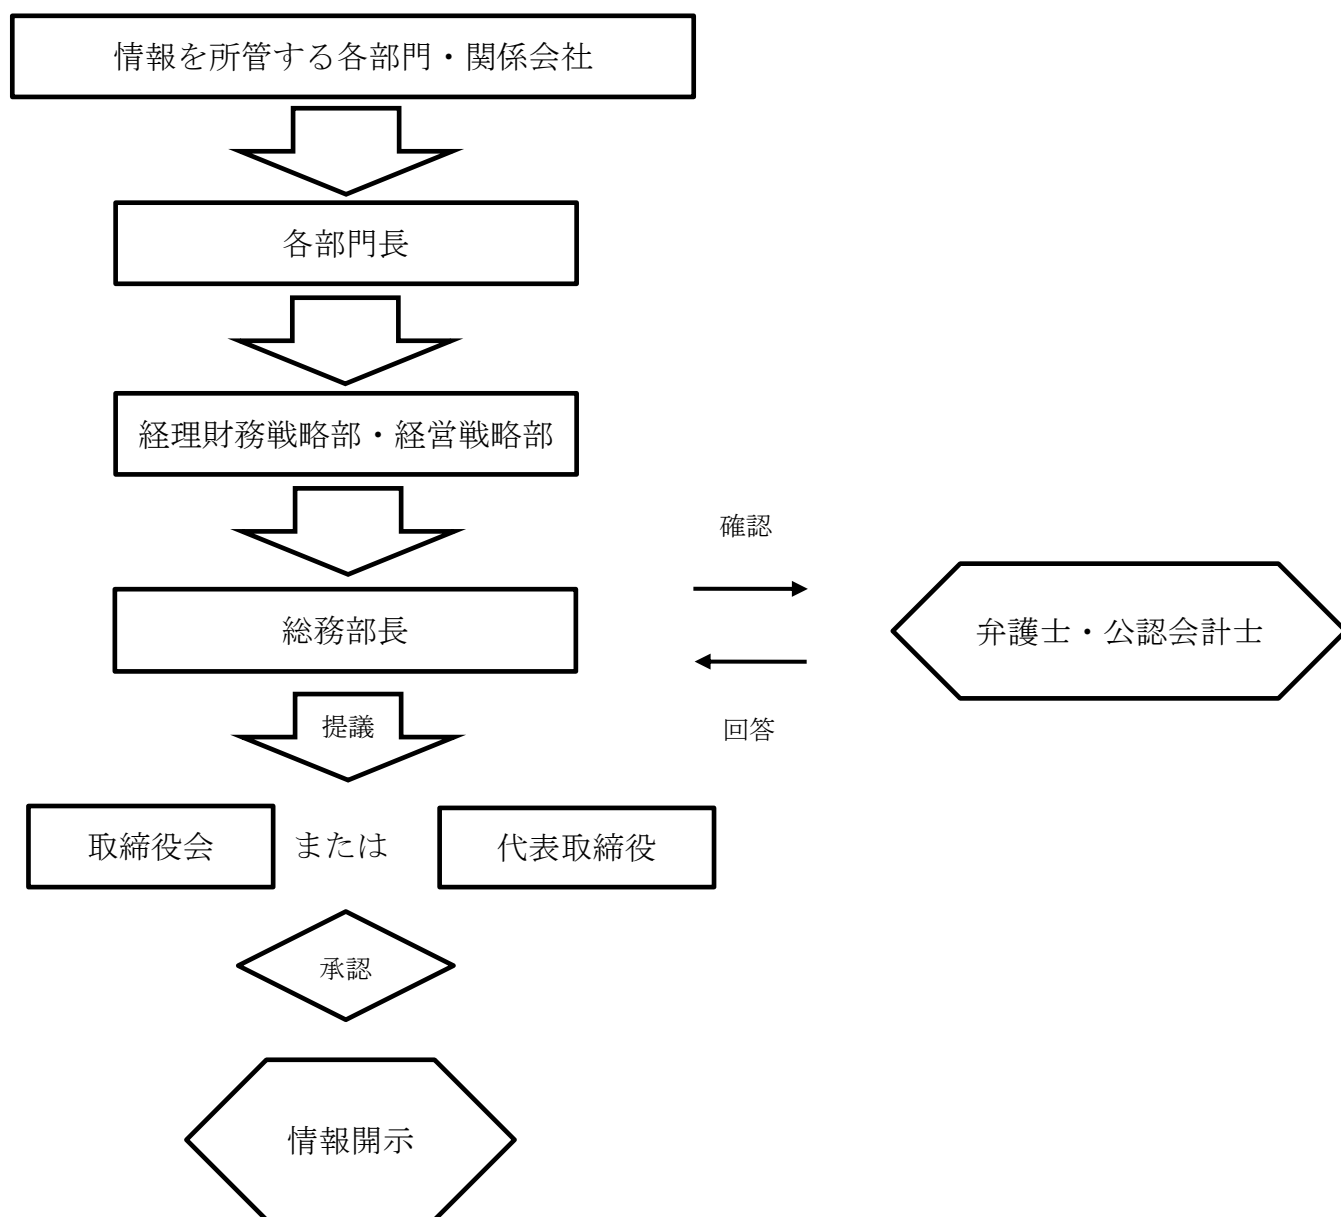 情報を所管する各部門・関係会社
各部門長
経理財務戦略部・経営戦略部
確認
総務部長
弁護士・公認会計士
提議
回答
取締役会
または
代表取締役
承認
情報開示